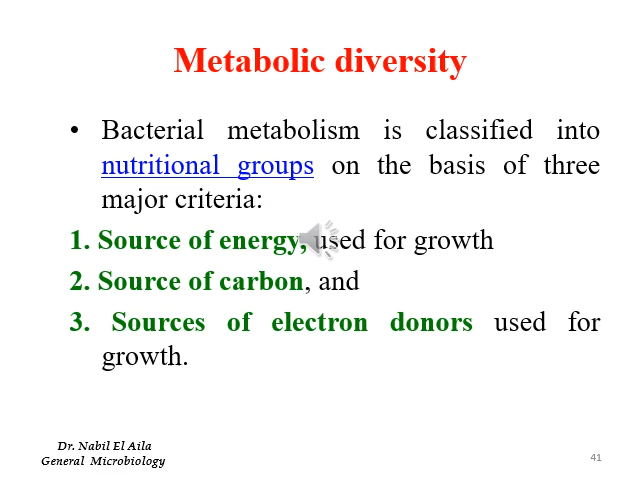 Metabolic diversity
• Bacterial metabolism is classified into
nutritional groups on the basis of three
major criteria:
1. Source of energy, used for growth
2. Source of carbon, and
3. Sources of electron donors used for
growth.
Dr. Nabil El Aila
General Microbiology
41